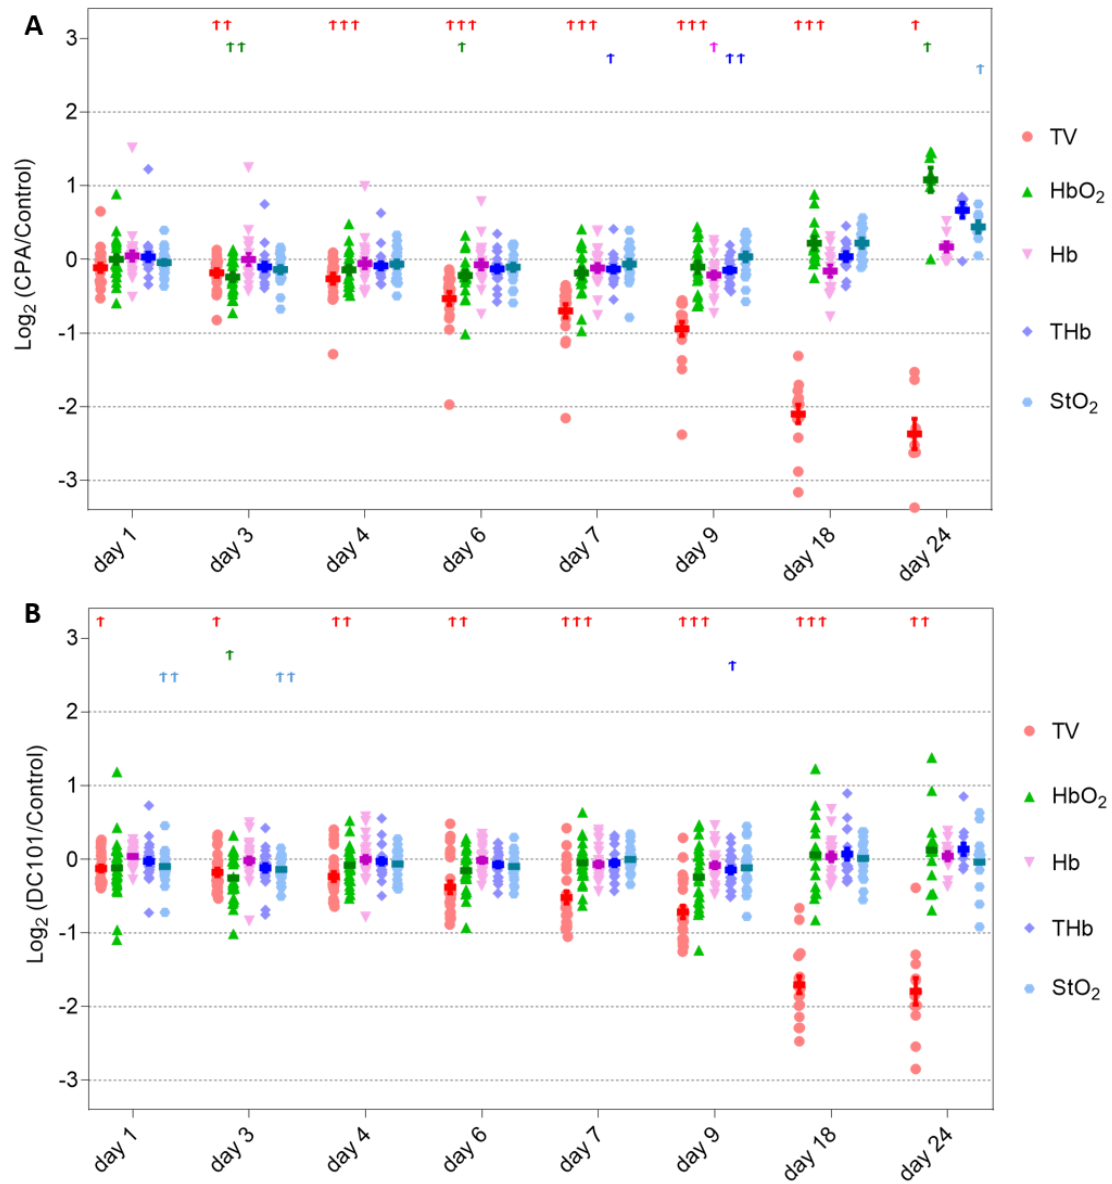 A
† † † † † † † † † † † † † † † † † † †
† † † † †
† † †
†
3
2
1
0
-1
-2
-3
Log₂ (CPA/Control)
day 1 day 3 day 4 day 6 day 7 day 9 day 18 day 24
TV
HbO₂
Hb
THb
StO₂
B
† † † † † † † † † † † † † † † † †
†
†
† † † †
3
2
1
0
-1
-2
-3
Log₂ (DC101/Control)
day 1 day 3 day 4 day 6 day 7 day 9 day 18 day 24
TV
HbO₂
Hb
THb
StO₂